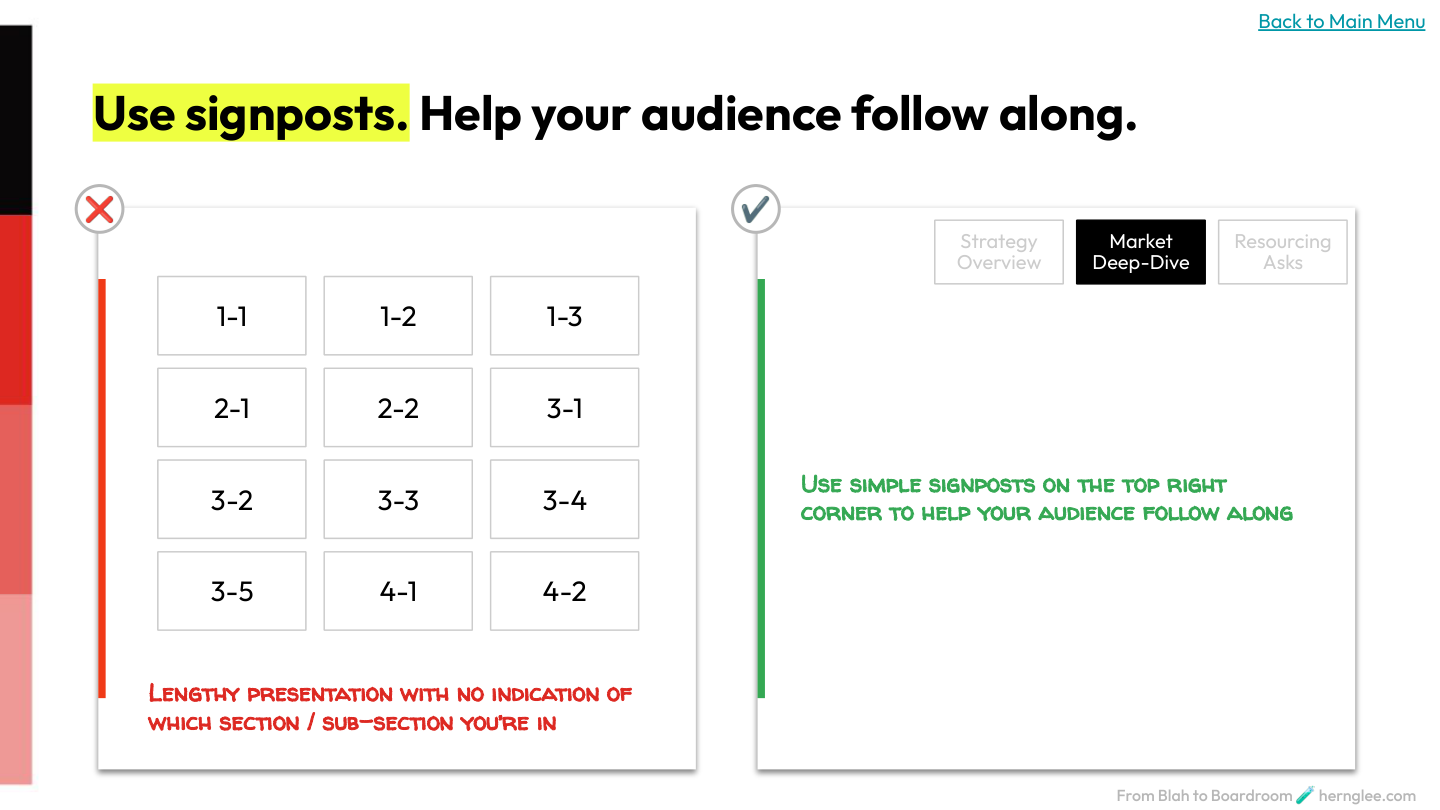 Back to Main Menu
Use signposts. Help your audience follow along.
1-1
1-2
1-3
2-1
2-2
3-1
3-2
3-3
3-4
3-5
4-1
4-2
Lengthy presentation with no indication of
which section / sub-section you're in
Strategy
Overview
Market
Deep-Dive
Resourcing
Asks
Use simple signposts on the top right
corner to help your audience follow along
From Blah to Boardroom 🧪 hernglee.com